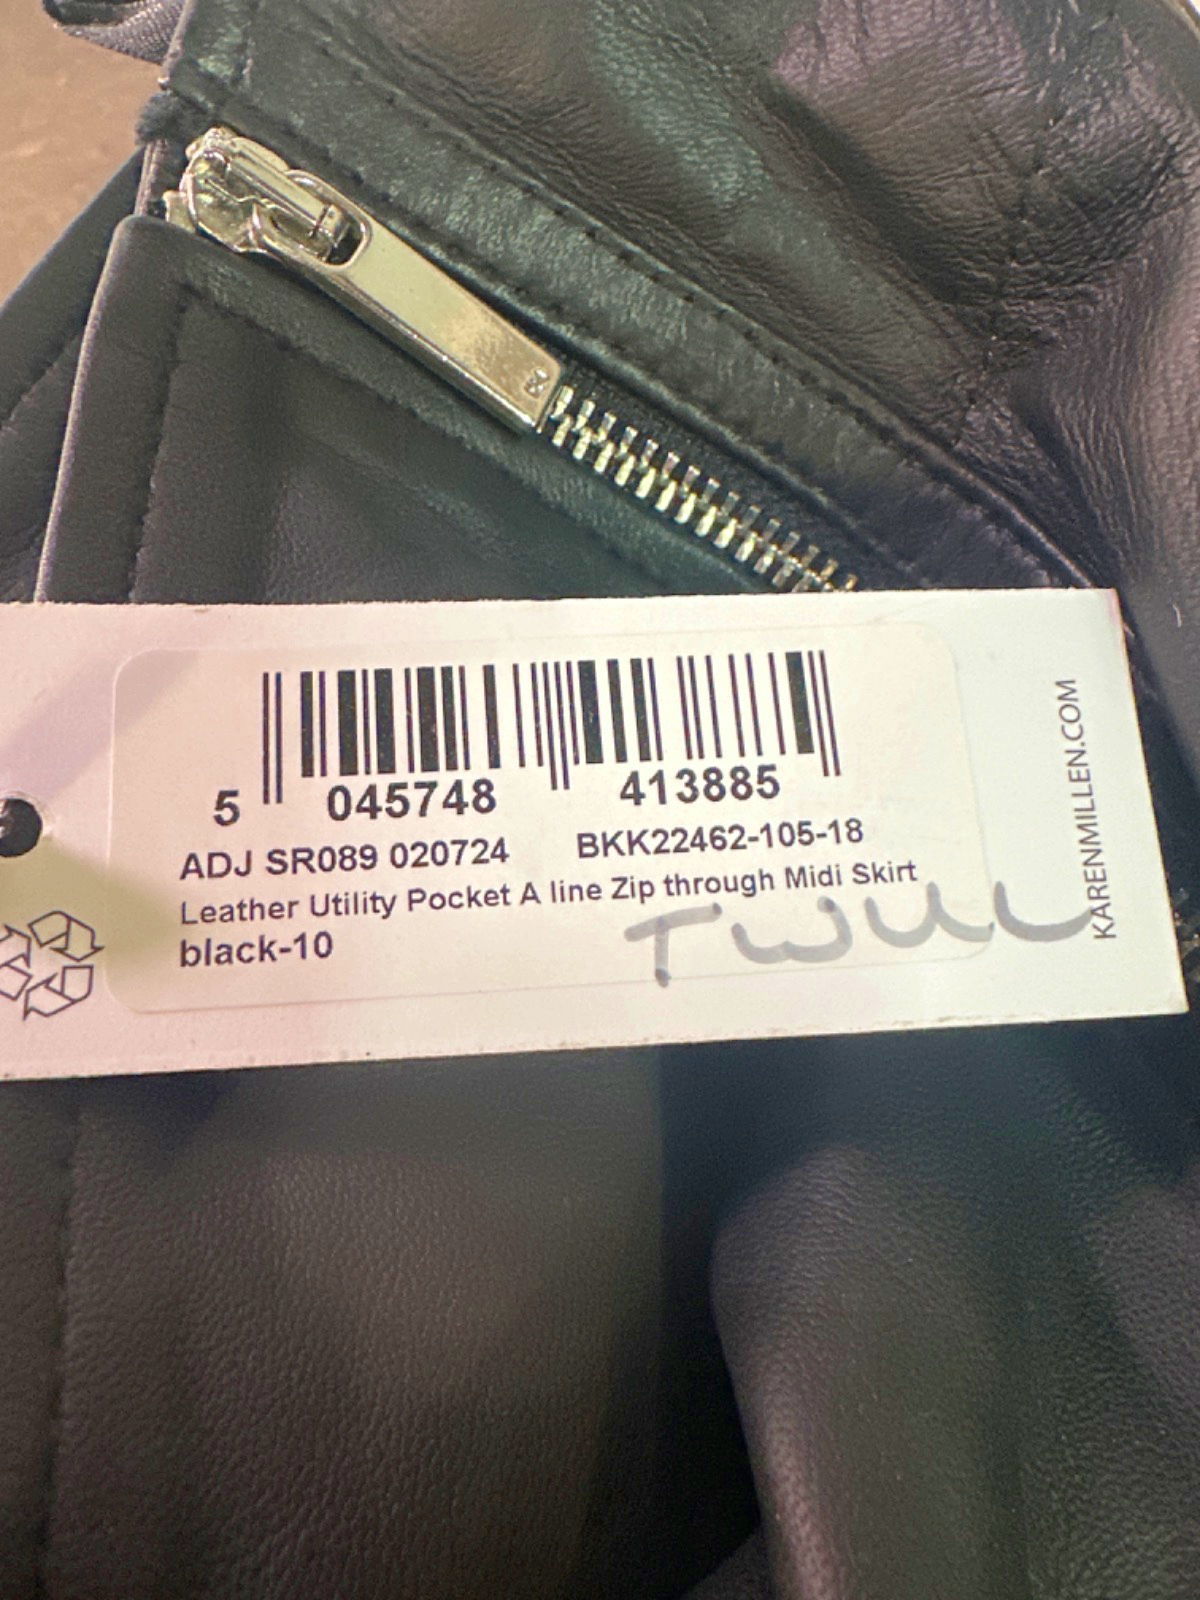 5 045748 413885
ADJ SR089 020724 BKK22462-105-18
Leather Utility Pocket A line Zip through Midi Skirt
black-10
KARENMILLEN.COM